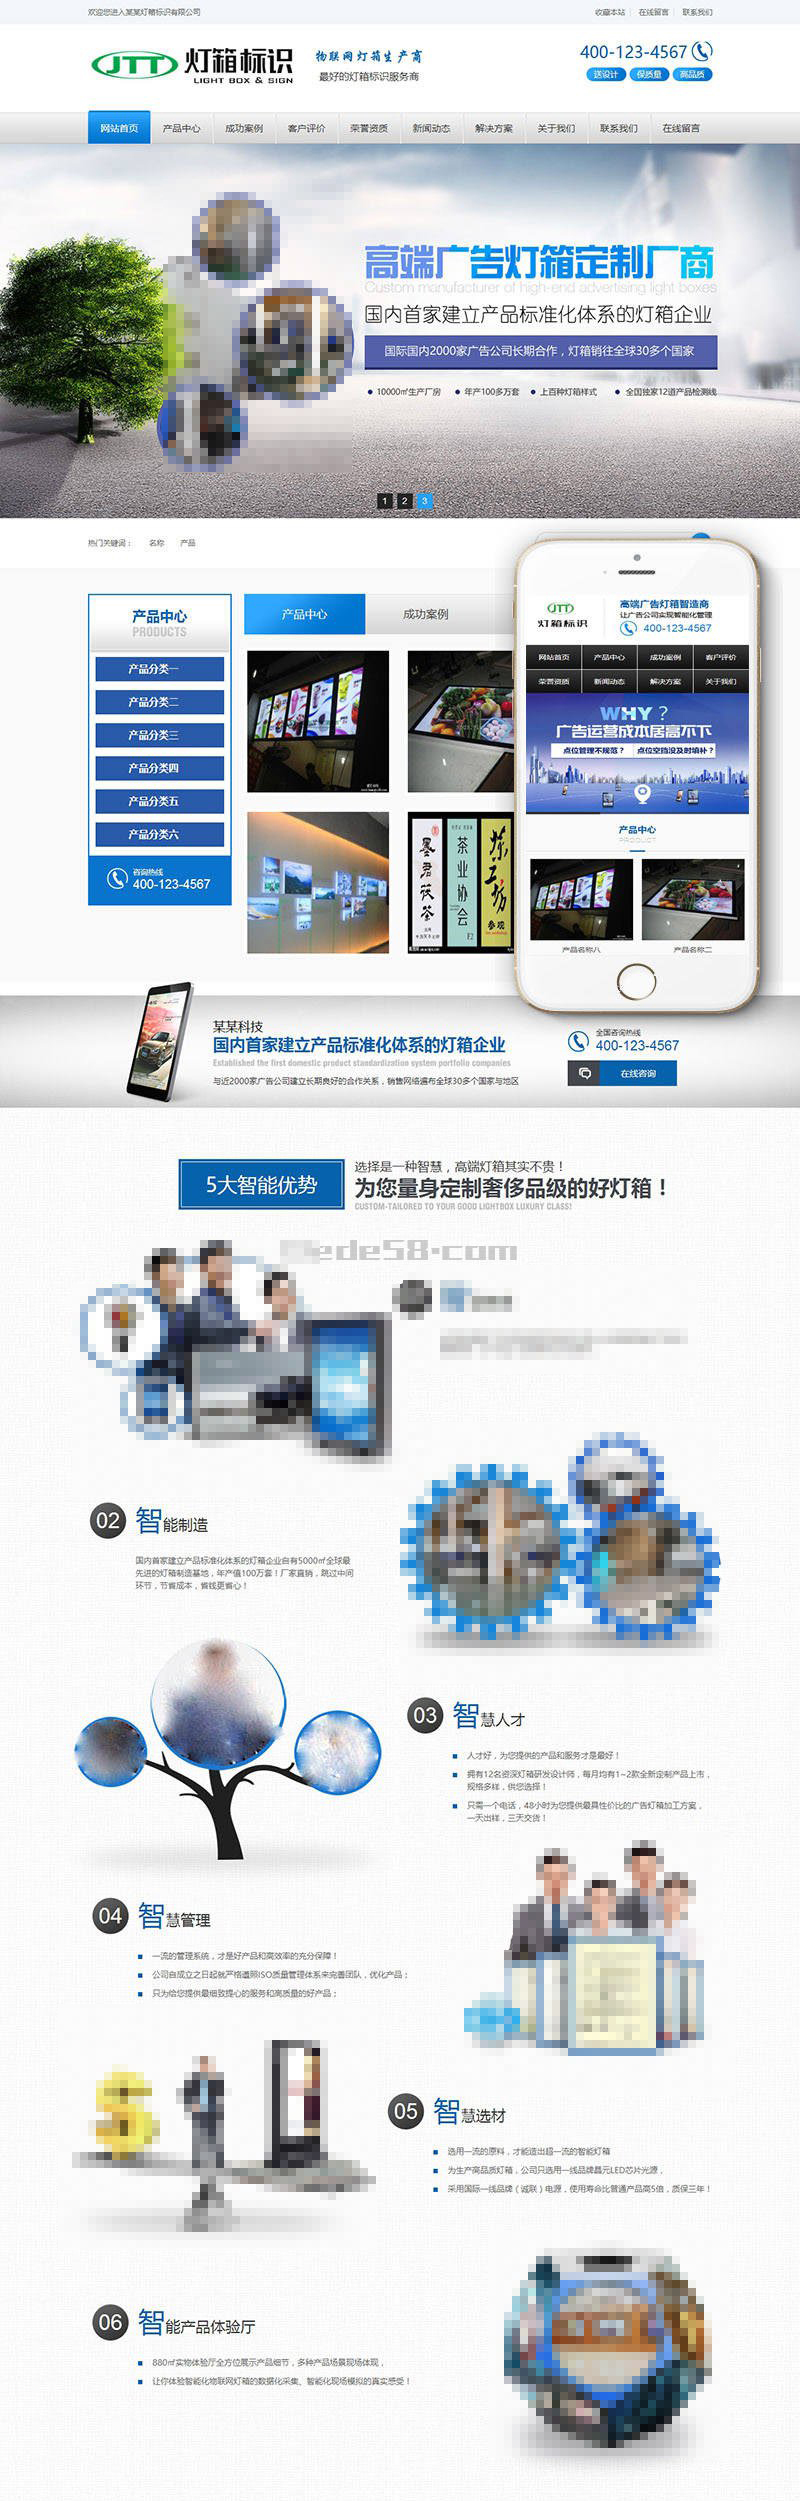 欢迎您进入某某灯箱标识有限公司
收藏本站 在线留言 联系我们
JTT 灯箱标识
LIGHT BOX & SIGN
物联网灯箱生产商
最好的灯箱标识服务商
400-123-4567
送设计 保质量 高品质
网站首页 产品中心 成功案例 客户评价 荣誉资质 新闻动态 解决方案 关于我们 联系我们 在线留言
高端广告灯箱定制厂商
Custom manufacturer of high-end advertising light boxes
国内首家建立产品标准化体系的灯箱企业
国际国内2000家广告公司长期合作，灯箱销往全球30多个国家
10000㎡生产厂房 年产100多万套 上百种灯箱样式 全国独家12道产品检测线
1 2 3
热门关键词： 名称 产品
产品中心
PRODUCTS
产品分类一
产品分类二
产品分类三
产品分类四
产品分类五
产品分类六
咨询热线
400-123-4567
产品中心 成功案例
墨君茯茶
茶业协会
茶工坊
参观
JTT
灯箱标识
高端广告灯箱智造商
让广告公司实现智能化管理
400-123-4567
网站首页 产品中心 成功案例 客户评价
荣誉资质 新闻动态 解决方案 关于我们
WHY？
广告运营成本居高不下
点位管理不规范？ 点位空挡没及时填补？
产品中心
PRODUCT
产品名称八 产品名称二
某某科技
国内首家建立产品标准化体系的灯箱企业
Established the first domestic product standardization system portfolio companies
与近2000家广告公司建立长期良好的合作关系，销售网络遍布全球30多个国家与地区
全国咨询热线
400-123-4567
在线咨询
5大智能优势
选择是一种智慧，高端灯箱其实不贵！
为您量身定制奢侈品级的好灯箱！
CUSTOM-TAILORED TO YOUR GOOD LIGHTBOX LUXURY CLASS!
ede58.com
02 智能制造
国内首家建立产品标准化体系的灯箱企业自有5000㎡全球最
先进的灯箱制造基地，年产值100万套！厂家直销，跳过中间
环节，节省成本，省钱更省心！
03 智慧人才
人才好，为您提供的产品和服务才是最好！
拥有12名资深灯箱研发设计师，每月均有1~2款全新定制产品上市，
规格多样，供您选择！
只需一个电话，48小时为您提供最具性价比的广告灯箱加工方案，
一天出样，三天交货！
04 智慧管理
一流的管理系统，才是好产品和高效率的充分保障！
公司自成立之日起就严格遵照ISO质量管理体系来完善团队，优化产品；
只为给您提供最细致提心的服务和高质量的好产品；
05 智慧选材
选用一流的原料，才能造出超一流的智能灯箱
为生产高品质灯箱，公司只选用一线品牌晶元LED芯片光源，
采用国际一线品牌（诚联）电源，使用寿命比普通产品高5倍，质保三年！
06 智能产品体验厅
880㎡实物体验厅全方位展示产品细节，多种产品场景现场体现，
让你体验智能化物联网灯箱的数据化采集、智能化现场模拟的真实感受！